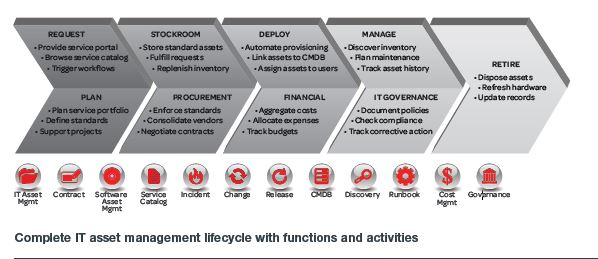 REQUEST
• Provide service portal
• Browse service catalog
• Trigger workflows
STOCKROOM
• Store standard assets
• Fulfill requests
• Replenish inventory
DEPLOY
• Automate provisioning
• Link assets to CMDB
• Assign assets to users
MANAGE
• Discover inventory
• Plan maintenance
• Track asset history
RETIRE
• Dispose assets
• Refresh hardware
• Update records
PLAN
• Plan service portfolio
• Define standards
• Support projects
PROCUREMENT
• Enforce standards
• Consolidate vendors
• Negotiate contracts
FINANCIAL
• Aggregate costs
• Allocate expenses
• Track budgets
IT GOVERNANCE
• Document policies
• Check compliance
• Track corrective action
IT Asset
Mgmt
Contract
Software
Asset
Mgmt
Service
Catalog
Incident
Change
Release
CMDB
Discovery
Runbook
$
Cost
Mgmt
Governance
Complete IT asset management lifecycle with functions and activities